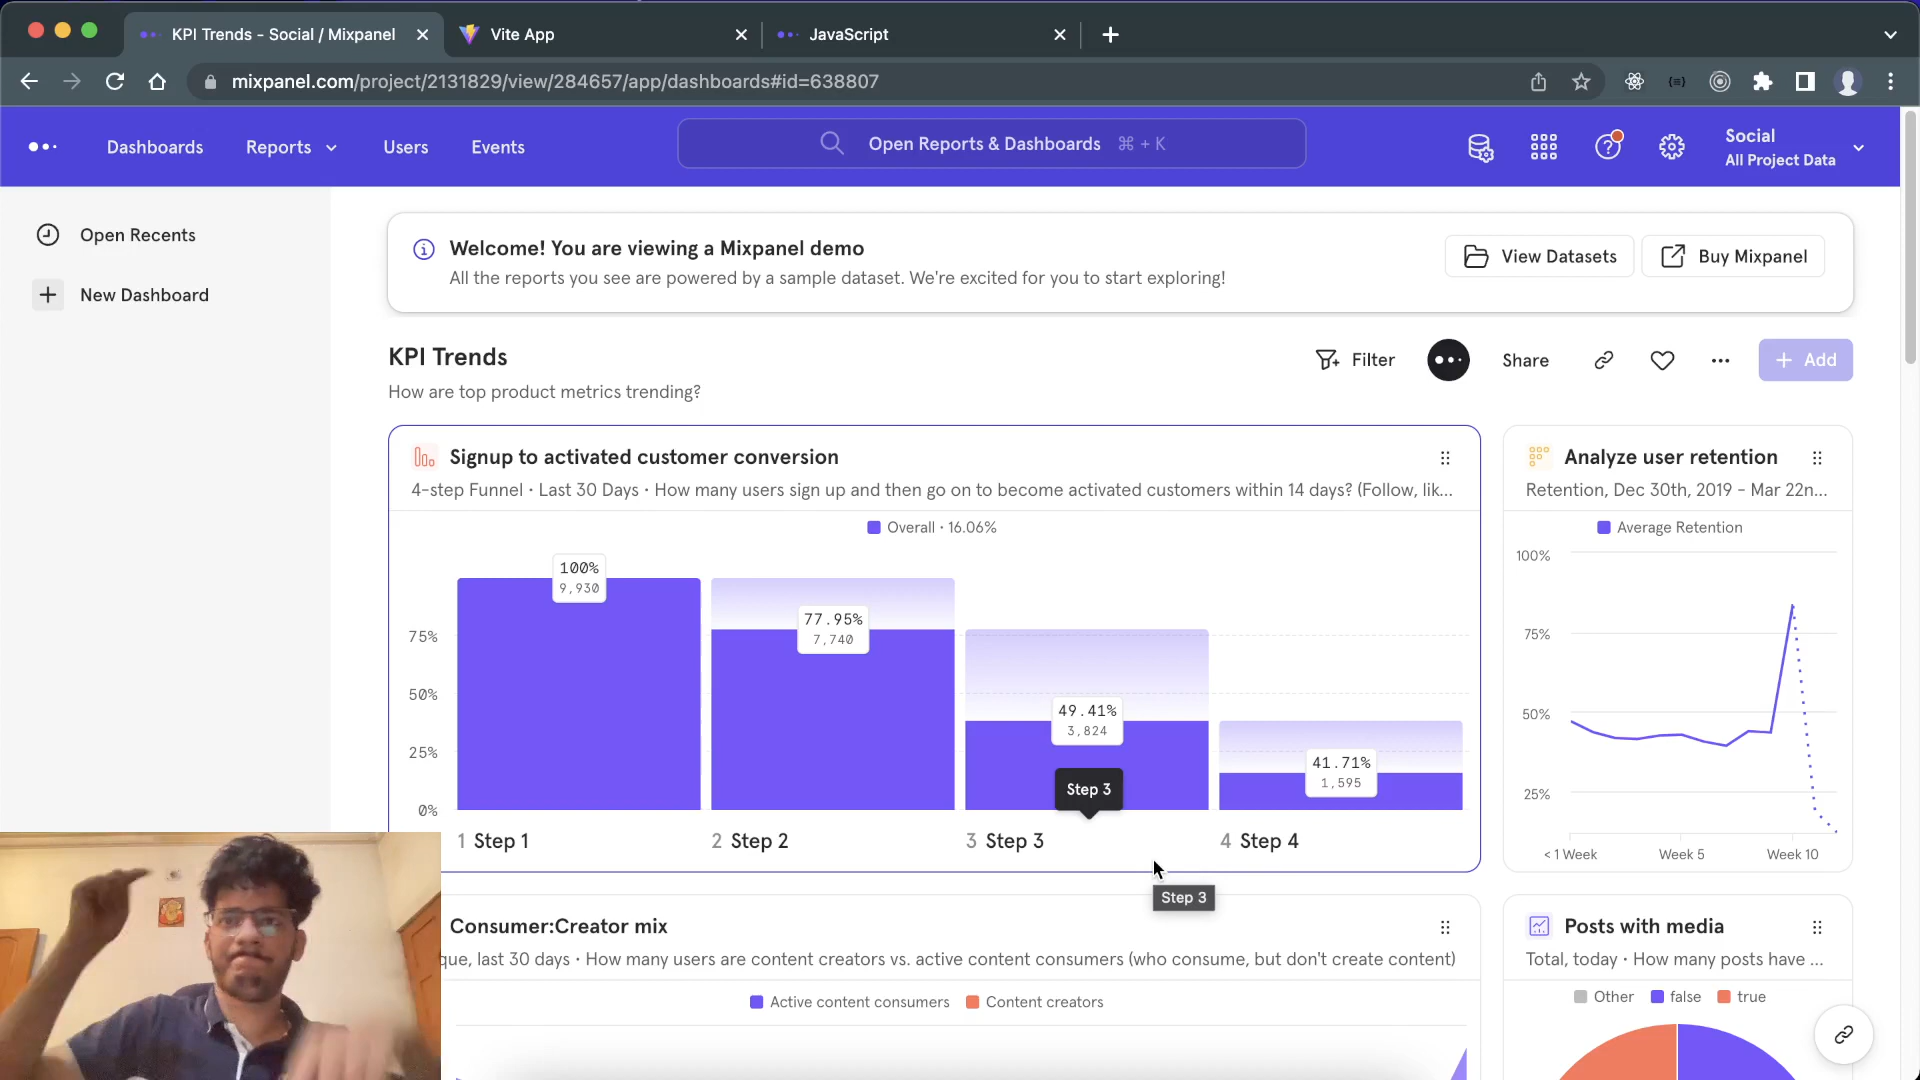 KPI Trends - Social / Mixpanel
Vite App
JavaScript
mixpanel.com/project/2131829/view/284657/app/dashboards#id=638807
Dashboards
Reports
Users
Events
Open Reports & Dashboards ⌘ + K
Social
All Project Data
Open Recents
New Dashboard
Welcome! You are viewing a Mixpanel demo
All the reports you see are powered by a sample dataset. We're excited for you to start exploring!
View Datasets
Buy Mixpanel
KPI Trends
How are top product metrics trending?
Filter
Share
+ Add
Signup to activated customer conversion
4-step Funnel · Last 30 Days · How many users sign up and then go on to become activated customers within 14 days? (Follow, lik...
Overall · 16.06%
75%
50%
25%
0%
100%
9,930
77.95%
7,740
49.41%
3,824
41.71%
1,595
Step 3
1 Step 1
2 Step 2
3 Step 3
4 Step 4
Step 3
Analyze user retention
Retention, Dec 30th, 2019 - Mar 22n...
Average Retention
100%
75%
50%
25%
< 1 Week
Week 5
Week 10
Consumer:Creator mix
que, last 30 days · How many users are content creators vs. active content consumers (who consume, but don't create content)
Active content consumers
Content creators
Posts with media
Total, today · How many posts have ...
Other
false
true